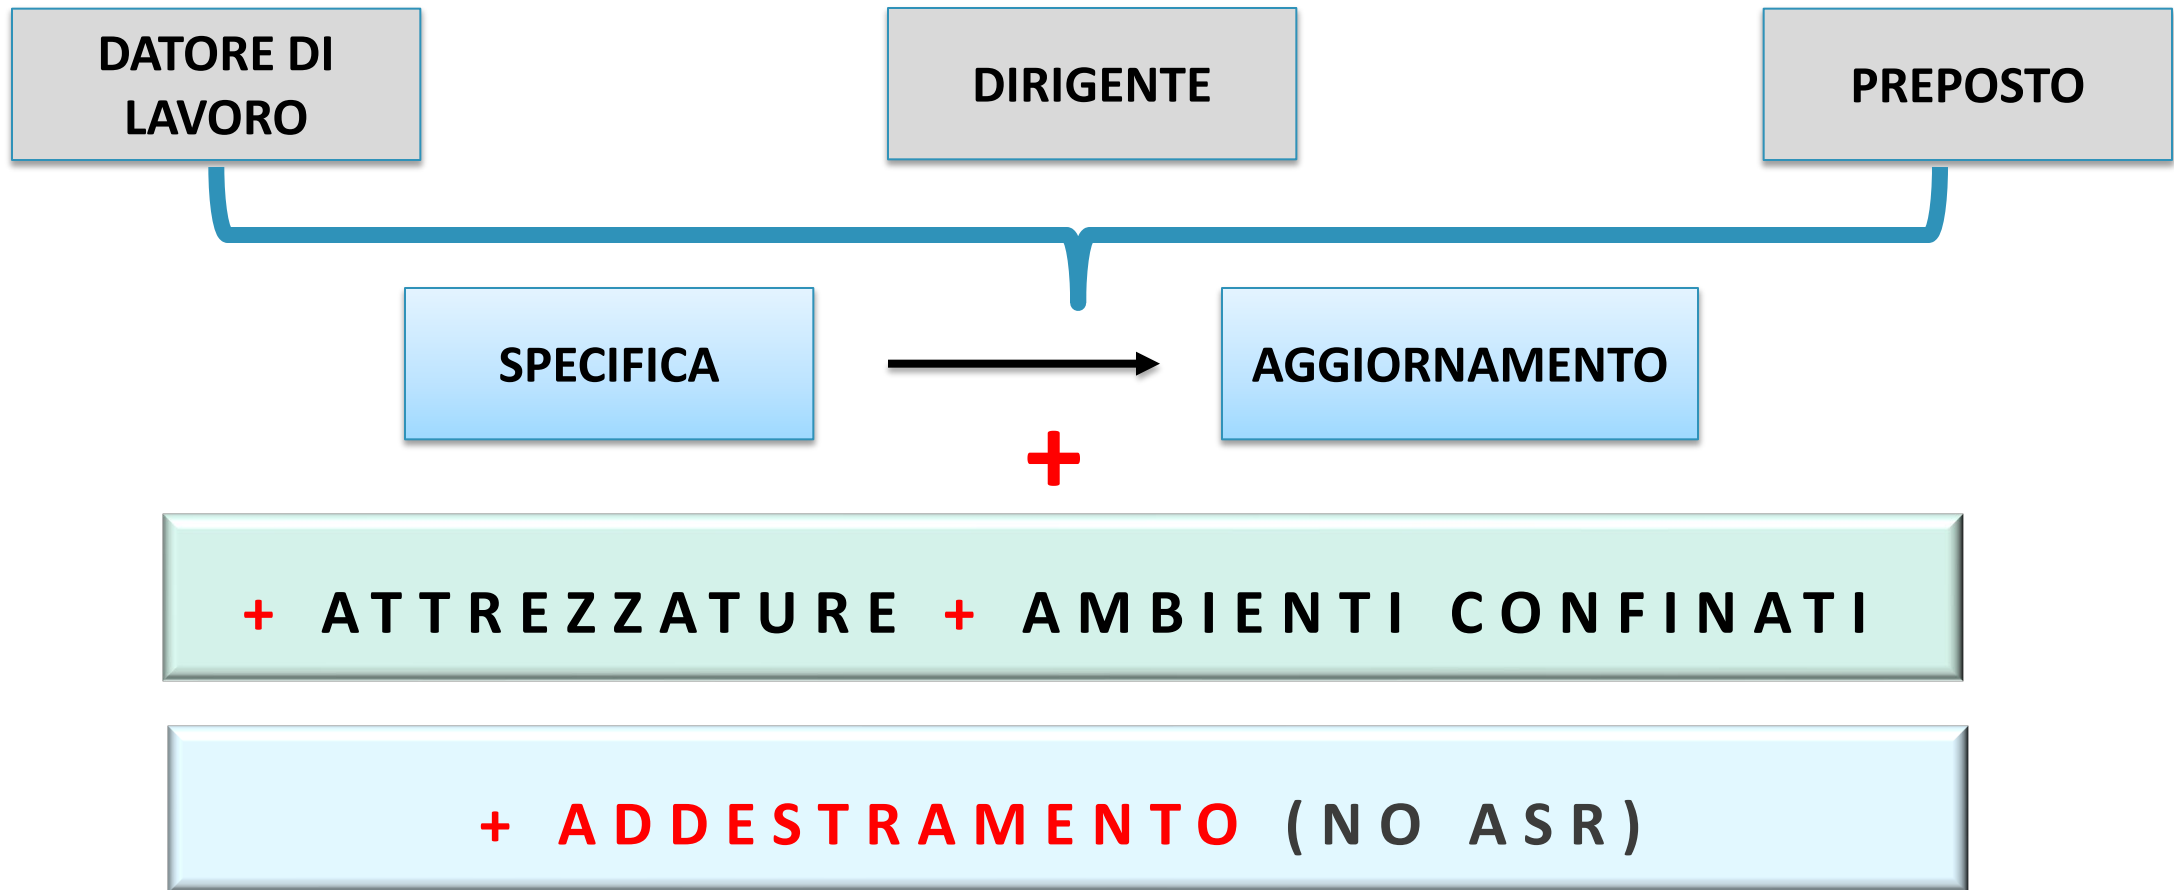 DATORE DI
LAVORO
DIRIGENTE
PREPOSTO
SPECIFICA
AGGIORNAMENTO
+
+ ATTREZZATURE + AMBIENTI CONFINATI
+ ADDESTRAMENTO (NO ASR)